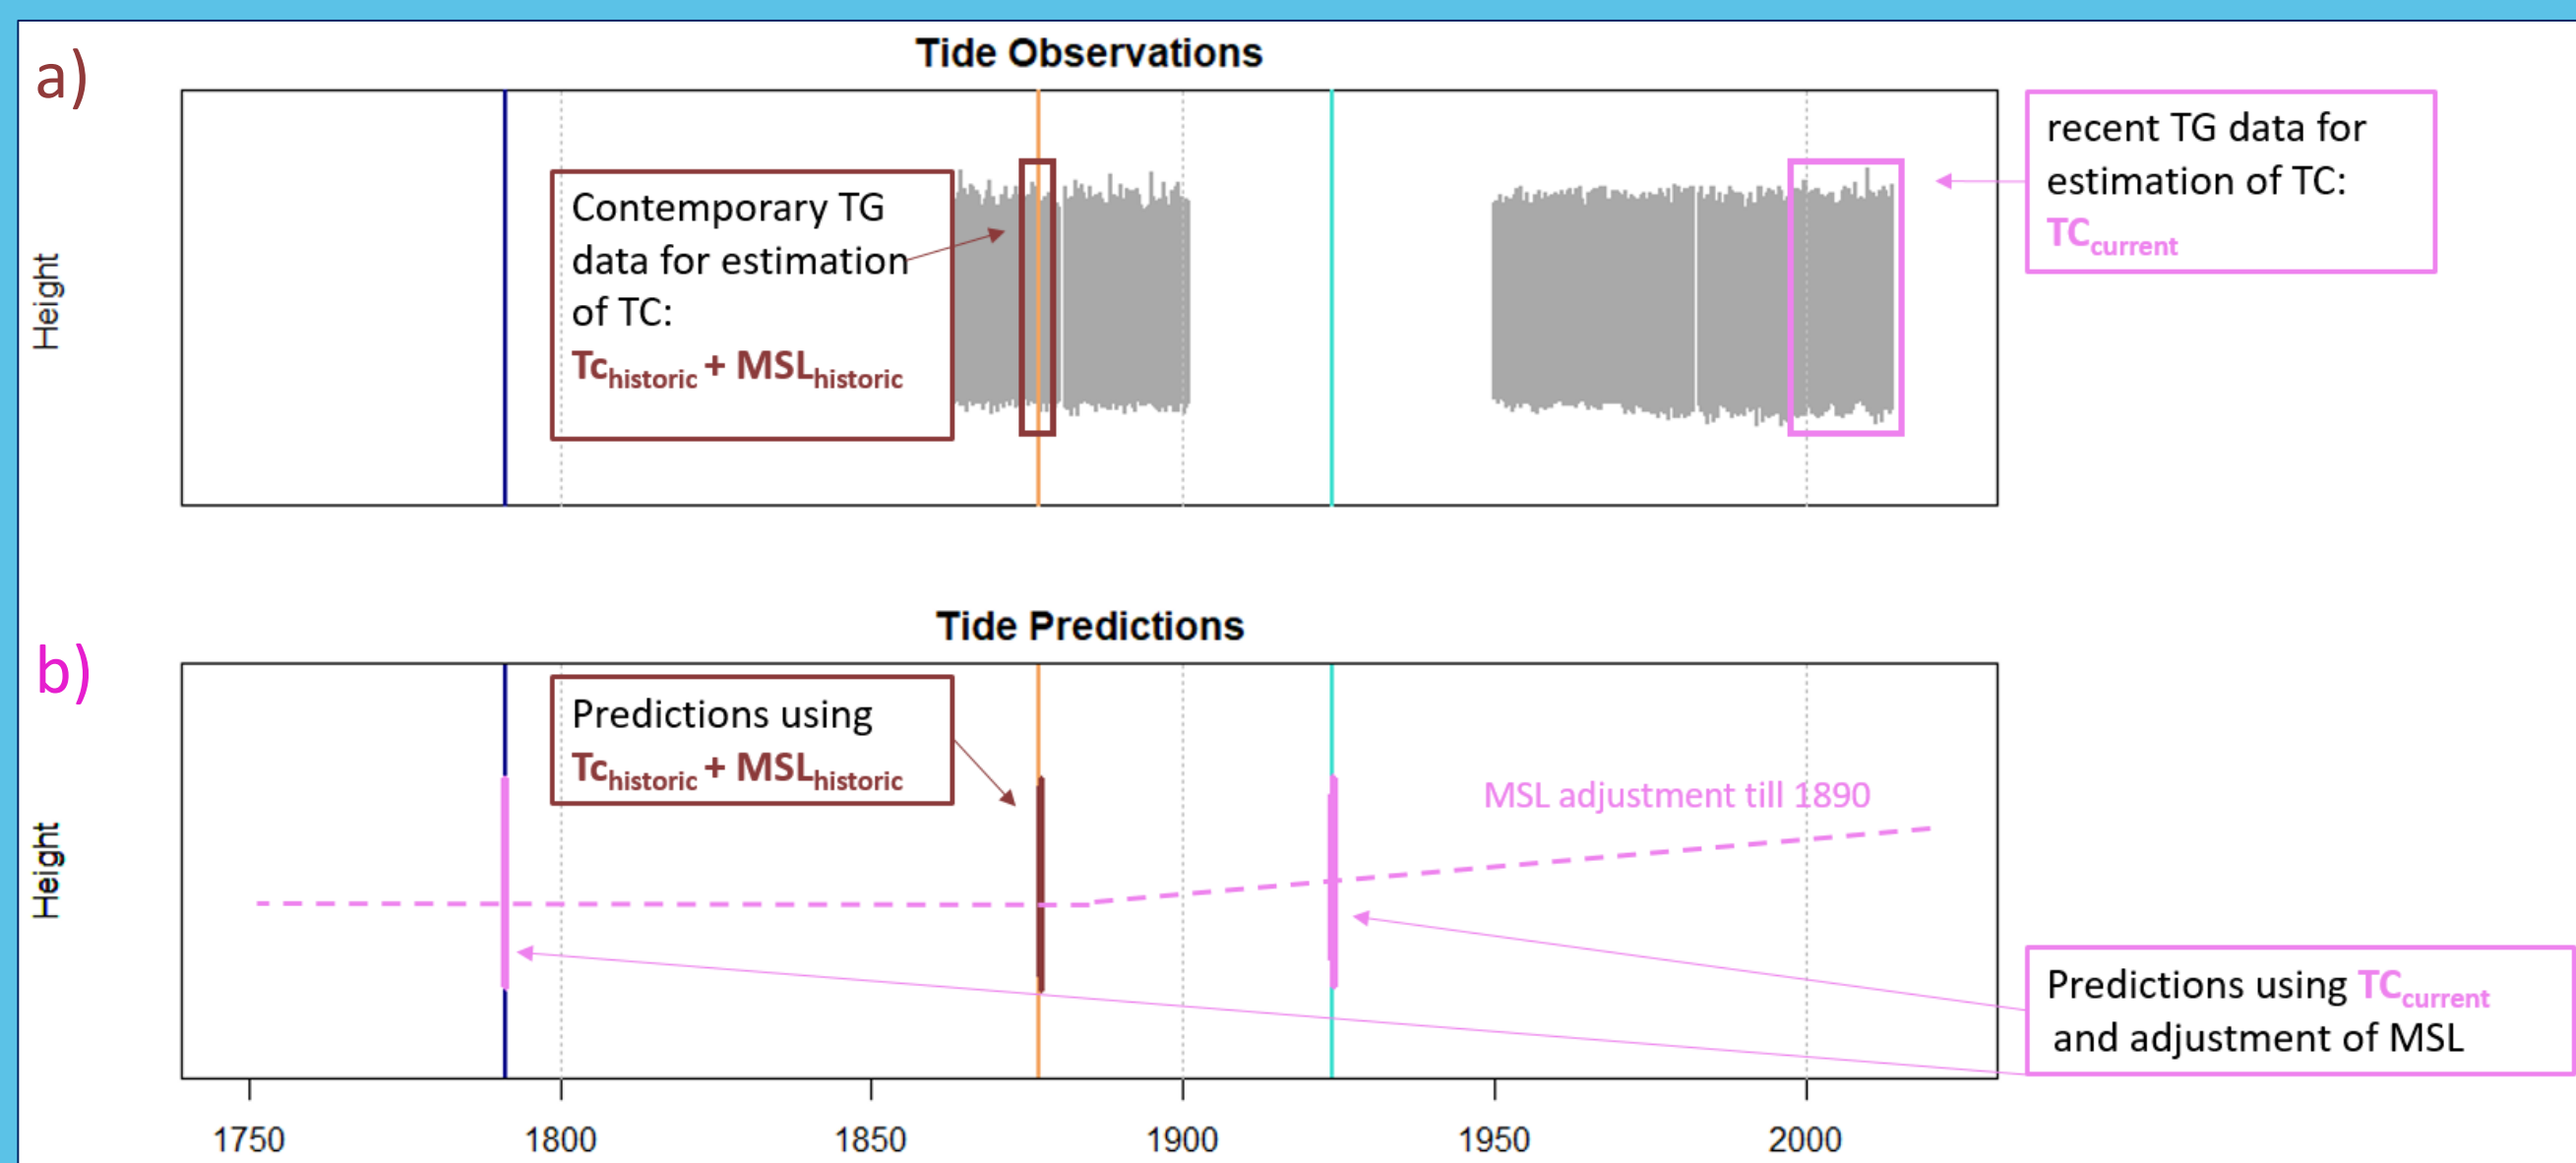 a)
Tide Observations
Height
Contemporary TG
data for estimation
of TC:
Tchistoric + MSLhistoric
recent TG data for
estimation of TC:
TCcurrent
b)
Tide Predictions
Height
Predictions using
Tchistoric + MSLhistoric
MSL adjustment till 1890
Predictions using TCcurrent
and adjustment of MSL
1750 1800 1850 1900 1950 2000